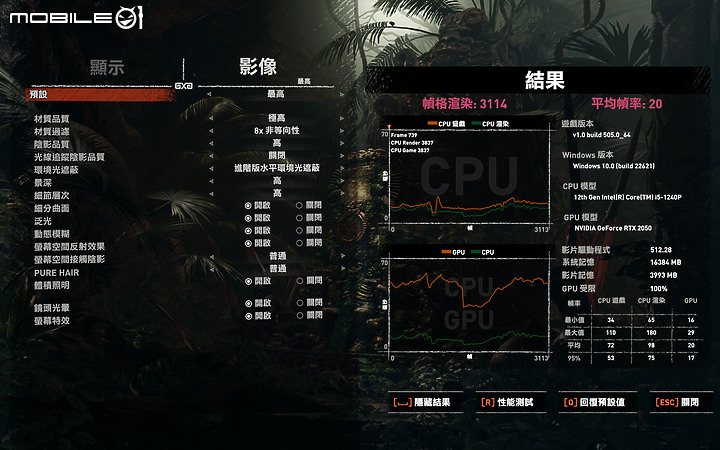 MOBILE01
顯示
影像
最高
預設
最高
材質品質
極高
材質過濾
8x 非等向性
陰影品質
高
光線追蹤陰影品質
關閉
環境光遮蔽
進階版水平環境光遮蔽
景深
高
細節層次
高
細分曲面
開啟 關閉
泛光
開啟 關閉
動態模糊
開啟 關閉
螢幕空間反射效果
開啟 關閉
螢幕空間接觸陰影
普通
PURE HAIR
普通
體積照明
開啟 關閉
鏡頭光暈
開啟 關閉
螢幕特效
開啟 關閉
結果
幀格渲染: 3114
平均幀率: 20
CPU 遊戲 CPU 渲染
70
Frame 739
CPU Render 3837
CPU Game 3837
CPU
0
0 幀 3113
GPU CPU
70
CPU
GPU
0
0 幀 3113
遊戲版本
v1.0 build 505.0_64
Windows 版本
Windows 10.0 (build 22621)
CPU 模型
12th Gen Intel(R) Core(TM) i5-1240P
GPU 模型
NVIDIA GeForce RTX 2050
影片驅動程式 512.28
系統記憶 16384 MB
影片記憶 3993 MB
GPU 受限 100%
幀率 CPU 遊戲 CPU 渲染 GPU
最小值 34 65 16
最大值 110 180 29
平均 72 98 20
95% 53 75 17
[⎵] 隱藏結果
[R] 性能測試
[Q] 回覆預設值
[ESC] 關閉